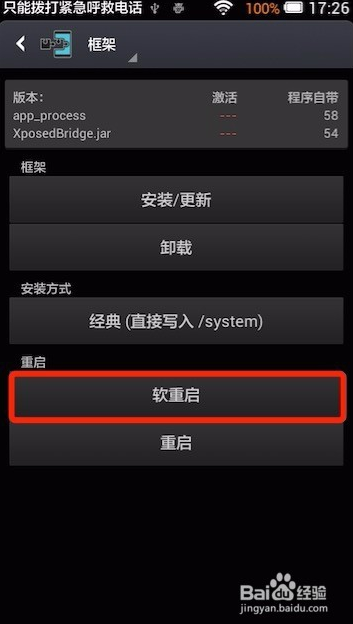 只能拨打紧急呼救电话 100% 17:26
框架
版本: 激活 程序自带
app_process --- 58
XposedBridge.jar --- 54
框架
安装/更新
卸载
安装方式
经典 (直接写入 /system)
重启
软重启
重启
Bai du 经验
jingyan.baidu.com